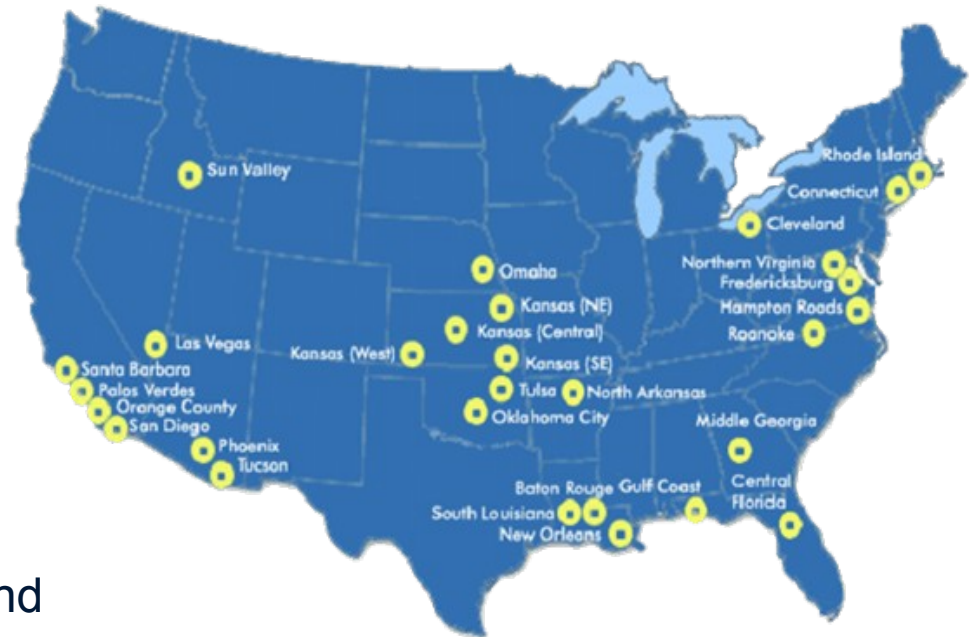 Sun Valley
Rhode Island
Connecticut
Cleveland
Omaha
Northern Virginia
Fredericksburg
Kansas (NE)
Hampton Roads
Kansas (Central)
Roanoke
Las Vegas
Kansas (West)
Kansas (SE)
Santa Barbara
Palos Verdes
Tulsa
North Arkansas
Orange County
Oklahoma City
San Diego
Middle Georgia
Phoenix
Tucson
Central
Florida
Baton Rouge
Gulf Coast
South Louisiana
New Orleans
nd